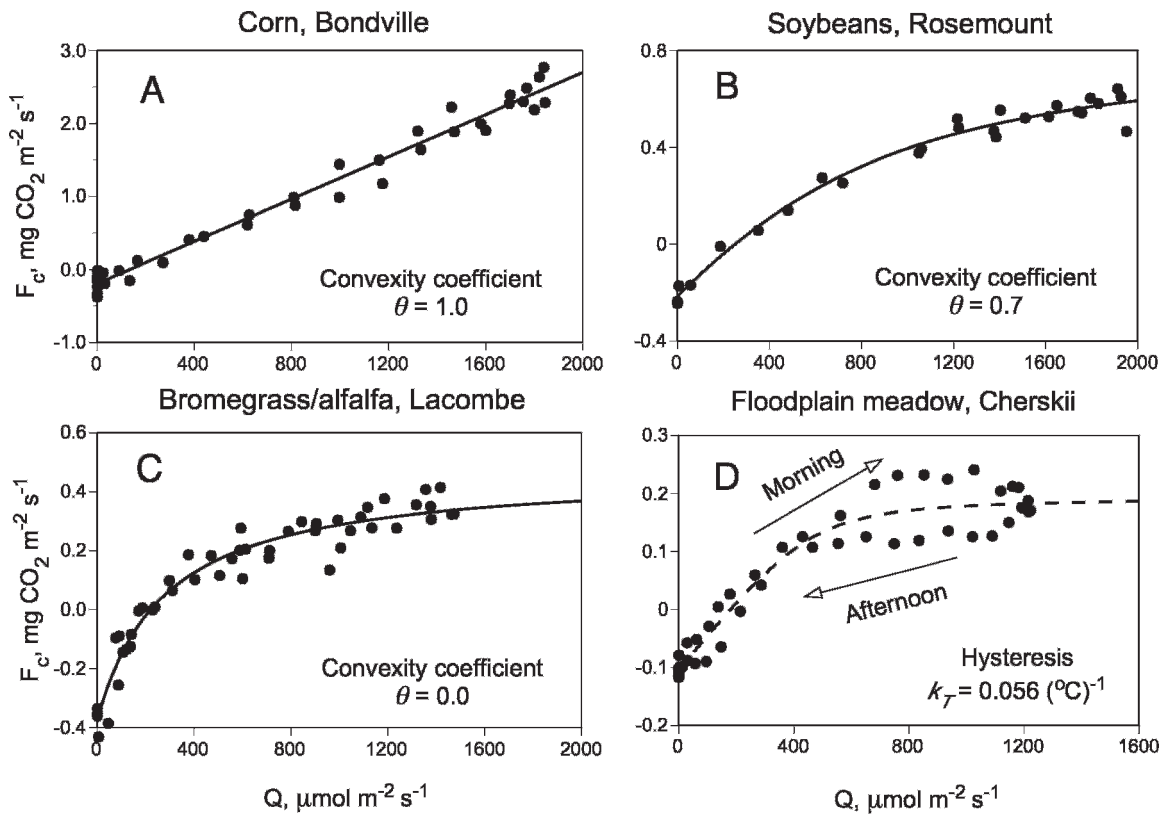 Corn, Bondville
A
3.0
2.0
1.0
0.0
-1.0
F_c, mg CO_2 m^-2 s^-1
Convexity coefficient
θ = 1.0
0 400 800 1200 1600 2000
Soybeans, Rosemount
B
0.8
0.4
0
-0.4
Convexity coefficient
θ = 0.7
0 400 800 1200 1600 2000
Bromegrass/alfalfa, Lacombe
C
0.6
0.4
0.2
0.0
-0.2
-0.4
F_c, mg CO_2 m^-2 s^-1
Convexity coefficient
θ = 0.0
0 400 800 1200 1600 2000
Q, μmol m^-2 s^-1
Floodplain meadow, Cherskii
D
0.3
0.2
0.1
0
-0.1
-0.2
Morning
Afternoon
Hysteresis
k_T = 0.056 (°C)^-1
0 400 800 1200 1600
Q, μmol m^-2 s^-1